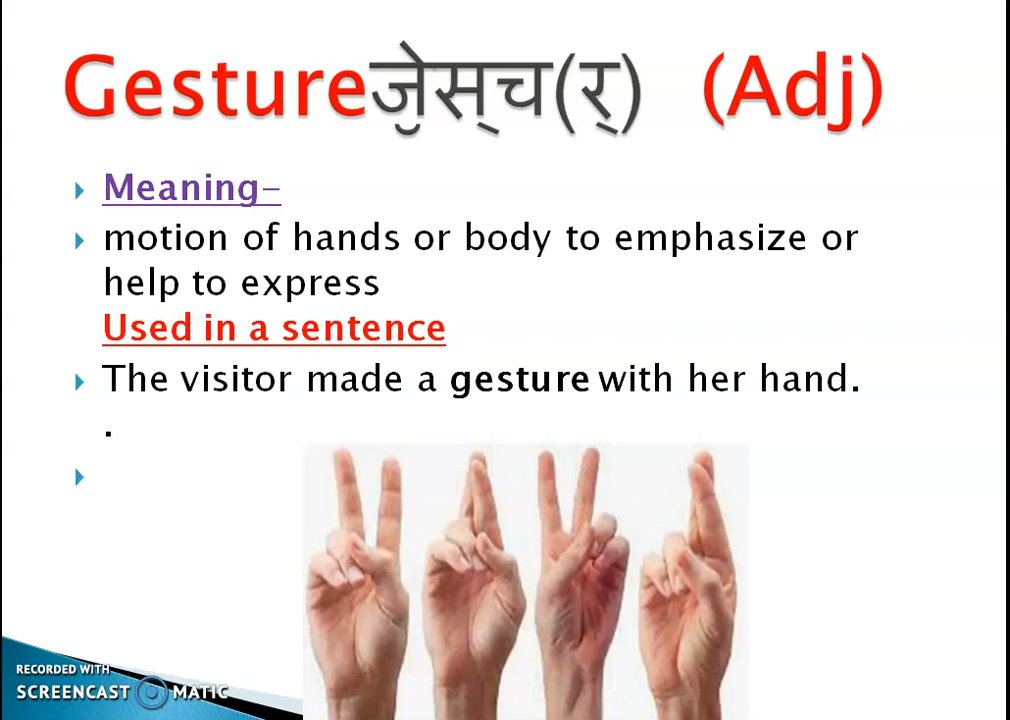 Gesture जे़स्च(र्) (Adj)
Meaning-
motion of hands or body to emphasize or
help to express
Used in a sentence
The visitor made a gesture with her hand.
.
RECORDED WITH
SCREENCAST MATIC